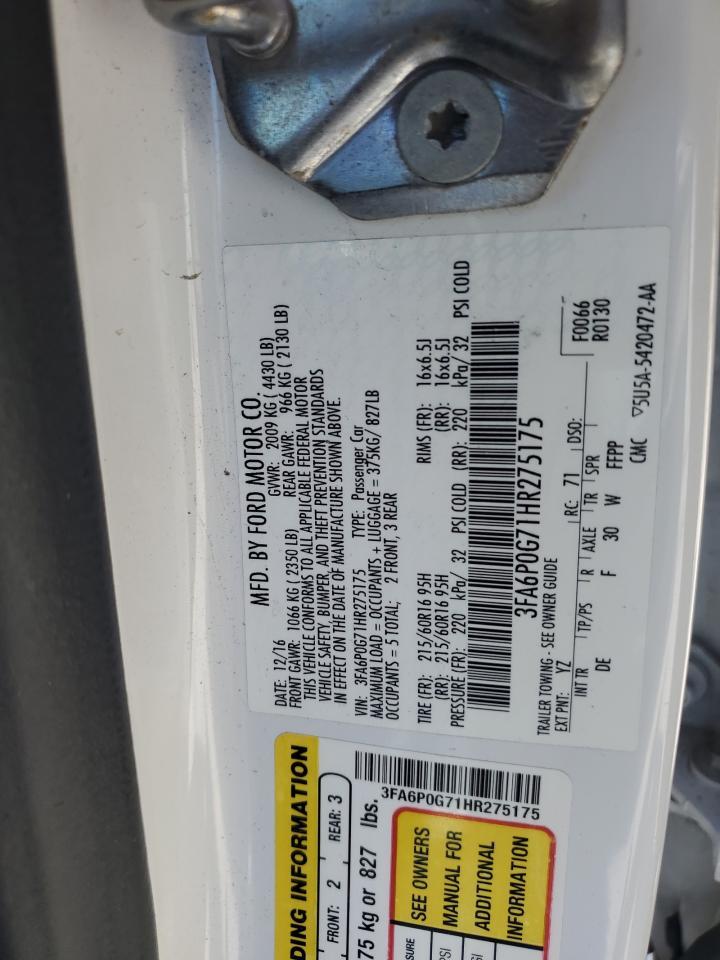 MFD. BY FORD MOTOR CO.
DATE: 12/16 GVWR: 2009 KG ( 4430 LB)
FRONT GAWR: 1066 KG ( 2350 LB) REAR GAWR: 966 KG ( 2130 LB)
THIS VEHICLE CONFORMS TO ALL APPLICABLE FEDERAL MOTOR
VEHICLE SAFETY, BUMPER, AND THEFT PREVENTION STANDARDS
IN EFFECT ON THE DATE OF MANUFACTURE SHOWN ABOVE.
VIN: 3FA6P0G71HR275175 TYPE: Passenger Car
MAXIMUM LOAD = OCCUPANTS + LUGGAGE = 375KG/ 827LB
OCCUPANTS = 5 TOTAL; 2 FRONT, 3 REAR
TIRE (FR): 215/60R16 95H RIMS (FR): 16x6.5J
(RR): 215/60R16 95H (RR): 16x6.5J
PRESSURE (FR): 220 kPa/ 32 PSI COLD (RR): 220 kPa/ 32 PSI COLD
3FA6P0G71HR275175
TRAILER TOWING - SEE OWNER GUIDE
EXT PNT: YZ RC: 71 DSO: F0066
R0130
INT TR TP/PS R AXLE TR SPR
DE F 30 W FFPP
CMC ▽5U5A-5420472-AA
DING INFORMATION
FRONT: 2 REAR: 3
75 kg or 827 lbs.
3FA6P0G71HR275175
SURE
PSI
SEE OWNERS
MANUAL FOR
ADDITIONAL
INFORMATION